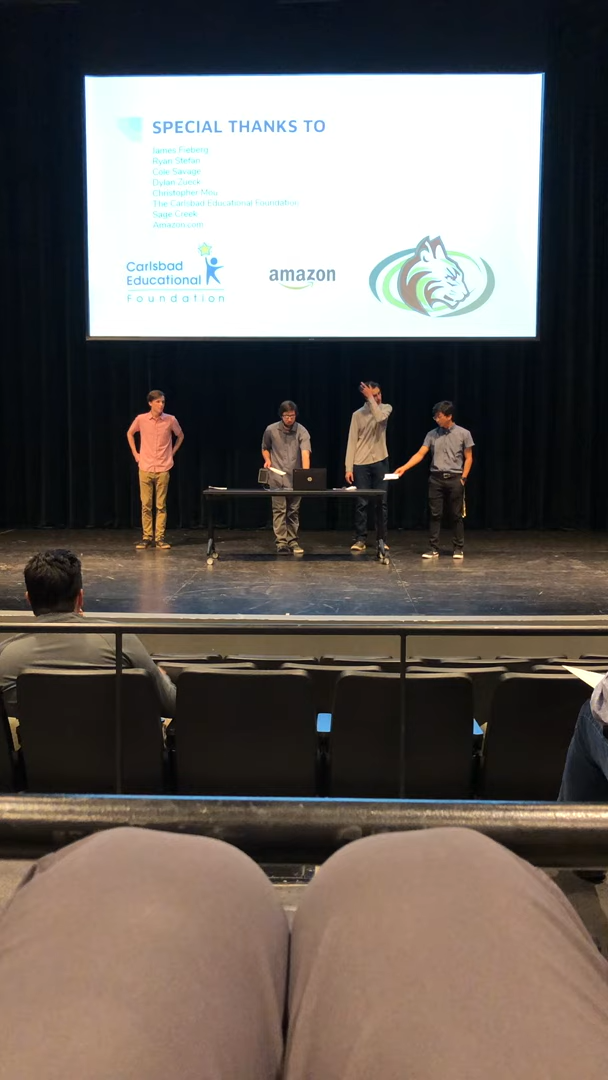 SPECIAL THANKS TO
James Fieberg
Ryan Stefan
Cole Savage
Dylan
Christopher Mou
The Carlsbad Educational Foundation
Sage Creek
Amazon.com
Carlsbad
Educational
Foundation
amazon